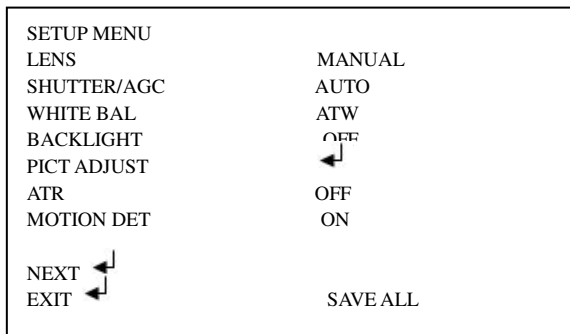 SETUP MENU
LENS MANUAL
SHUTTER/AGC AUTO
WHITE BAL ATW
BACKLIGHT OFF
PICT ADJUST ↵
ATR OFF
MOTION DET ON
NEXT ↵
EXIT ↵ SAVE ALL